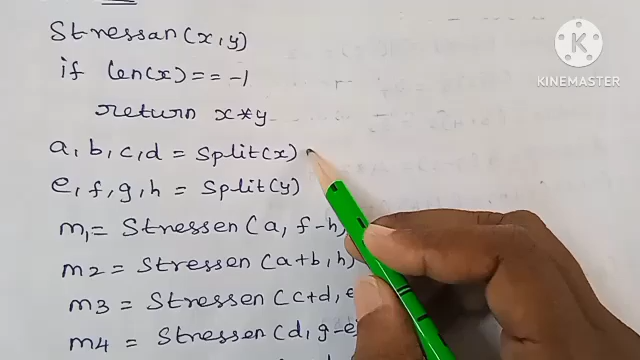 Stressan(x,y)
if len(x)== -1
return x*y
a,b,c,d = split(x)
e,f,g,h = split(y)
m1= Stressen(a, f-h)
m2 = Stressen(a+b,h)
m3 = Stressen(c+d, e
m4 = Stressen(d,g-e)
KINEMASTER